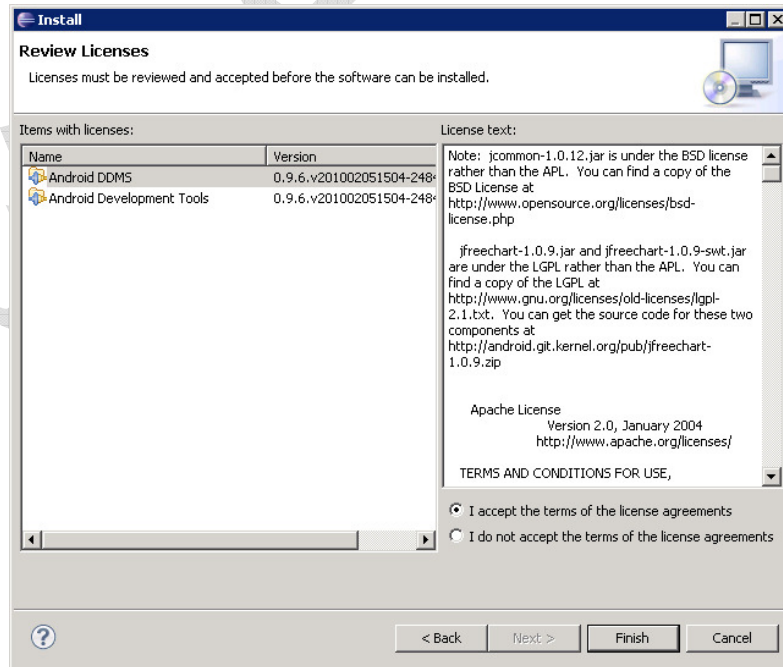 Install
Review Licenses
Licenses must be reviewed and accepted before the software can be installed.
Items with licenses:
Name Version
Android DDMS 0.9.6.v201002051504-248
Android Development Tools 0.9.6.v201002051504-248
License text:
Note: jcommon-1.0.12.jar is under the BSD license
rather than the APL. You can find a copy of the
BSD License at
http://www.opensource.org/licenses/bsd-
license.php
jfreechart-1.0.9.jar and jfreechart-1.0.9-swt.jar
are under the LGPL rather than the APL. You can
find a copy of the LGPL at
http://www.gnu.org/licenses/old-licenses/lgpl-
2.1.txt. You can get the source code for these two
components at
http://android.git.kernel.org/pub/jfreechart-
1.0.9.zip
Apache License
Version 2.0, January 2004
http://www.apache.org/licenses/
TERMS AND CONDITIONS FOR USE,
I accept the terms of the license agreements
I do not accept the terms of the license agreements
? < Back Next > Finish Cancel